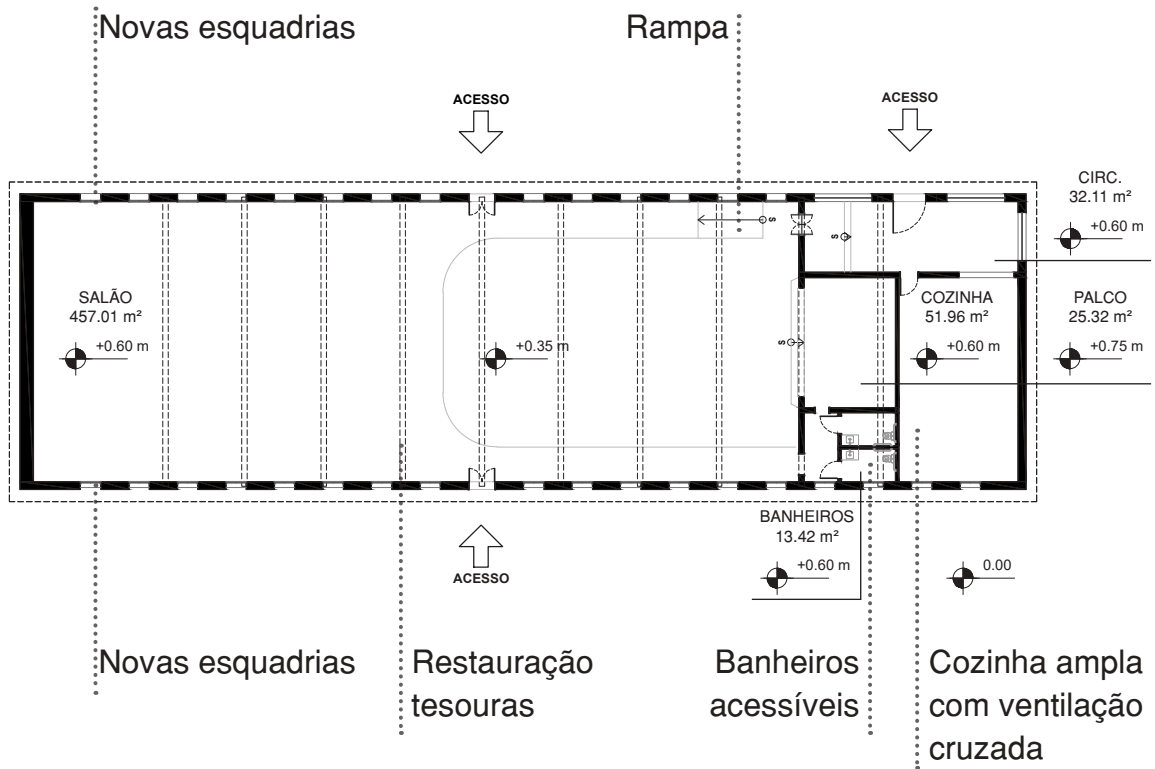 Novas esquadrias
Rampa
ACESSO
ACESSO
CIRC.
32.11 m²
+0.60 m
s
s
SALÃO
457.01 m²
+0.60 m
+0.35 m
s
COZINHA
51.96 m²
+0.60 m
PALCO
25.32 m²
+0.75 m
BANHEIROS
13.42 m²
+0.60 m
0.00
ACESSO
Novas esquadrias
Restauração
tesouras
Banheiros
acessíveis
Cozinha ampla
com ventilação
cruzada